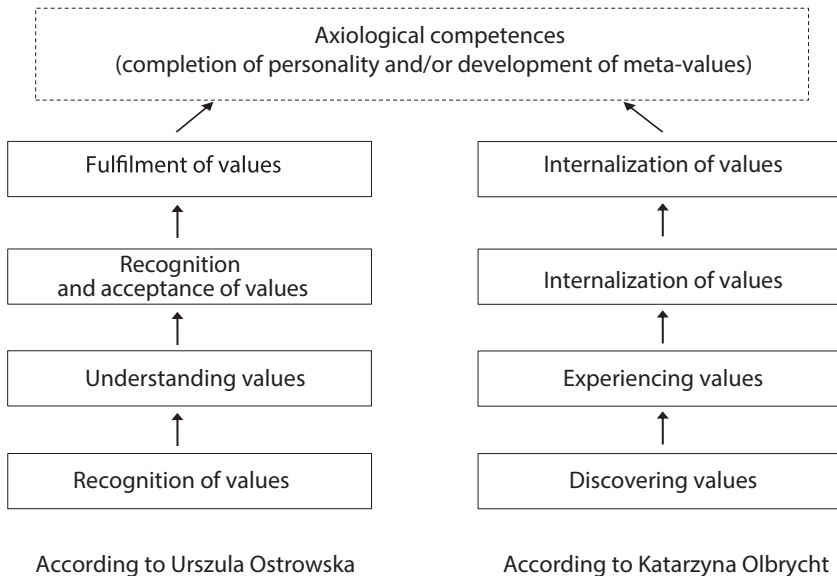 Axiological competences
(completion of personality and/or development of meta-values)
Fulfilment of values
Recognition
and acceptance of values
Understanding values
Recognition of values
According to Urszula Ostrowska
Internalization of values
Internalization of values
Experiencing values
Discovering values
According to Katarzyna Olbrycht